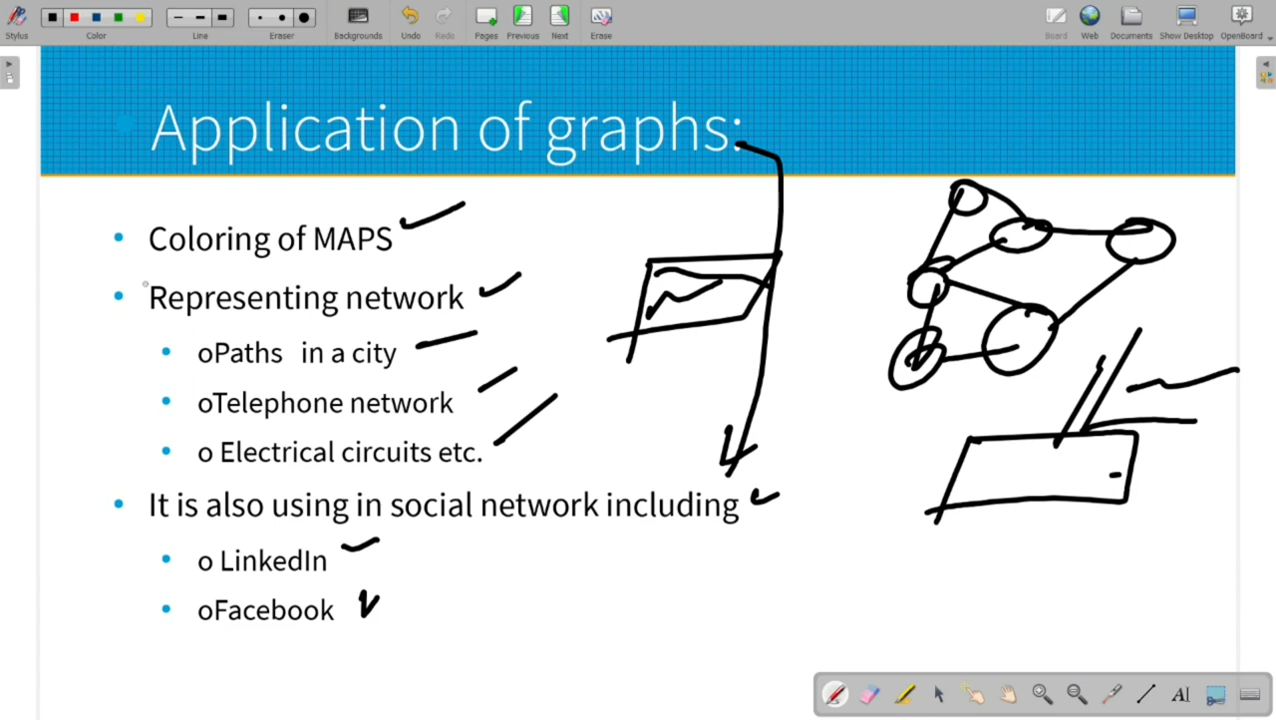 Stylus
Color
Line
Eraser
Backgrounds
Undo
Redo
Pages
Previous
Next
Erase
Board
Web
Documents
Show Desktop
OpenBoard
• Application of graphs:
• Coloring of MAPS
• Representing network
• oPaths in a city
• oTelephone network
• o Electrical circuits etc.
• It is also using in social network including
• o LinkedIn
• oFacebook
AI